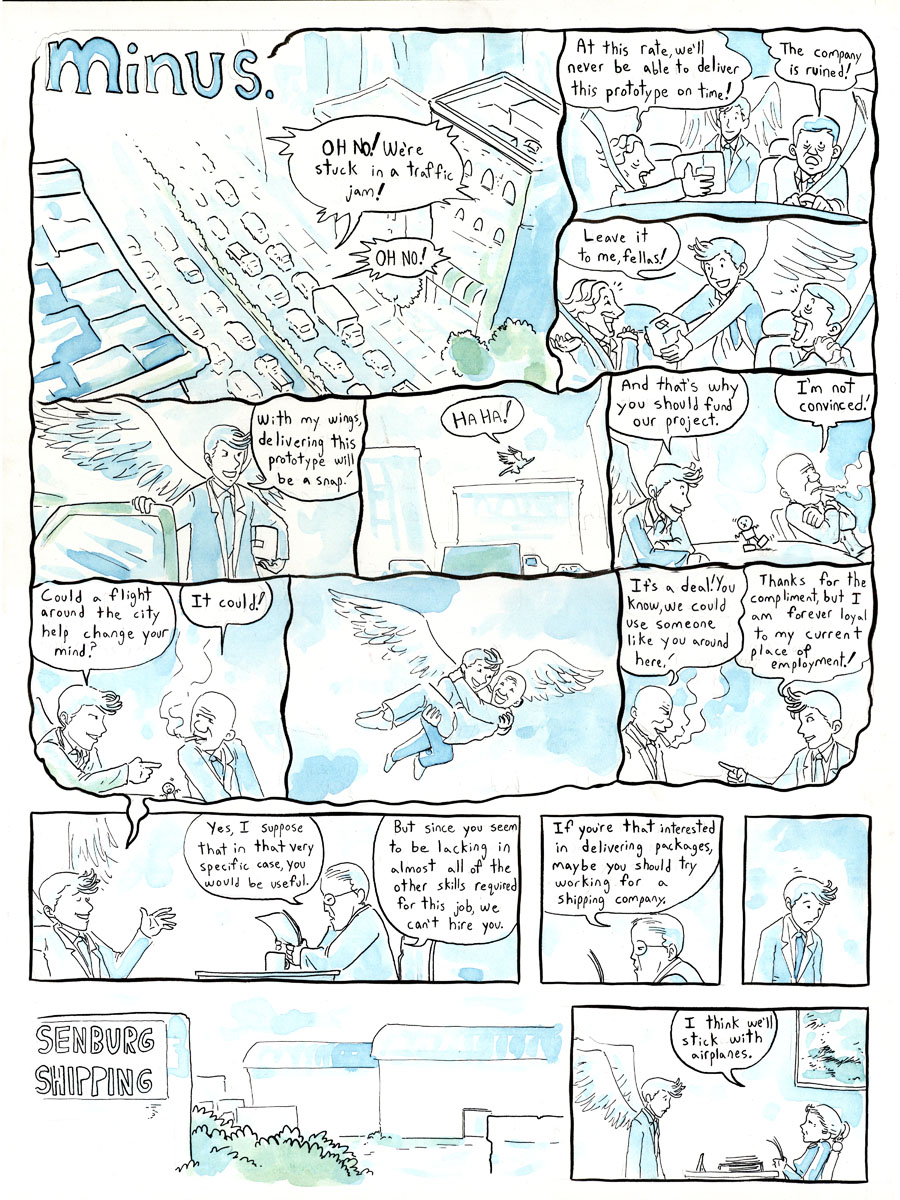 minus.
OH NO! We're
stuck in a traffic
jam!
OH NO!
At this rate, we'll
never be able to deliver
this prototype on time!
The company
is ruined!
Leave it
to me, fellas!
With my wings,
delivering this
prototype will
be a snap!
HA HA!
And that's why
you should fund
our project.
I'm not
convinced!
Could a flight
around the city
help change your
mind?
It could!
It's a deal! You
know, we could
use someone
like you around
here!
Thanks for the
compliment, but I
am forever loyal
to my current
place of
employment!
Yes, I suppose
that in that very
specific case, you
would be useful.
But since you seem
to be lacking in
almost all of the
other skills required
for this job, we
can't hire you.
If you're that interested
in delivering packages,
maybe you should try
working for a
shipping company.
SENBURG
SHIPPING
I think we'll
stick with
airplanes.